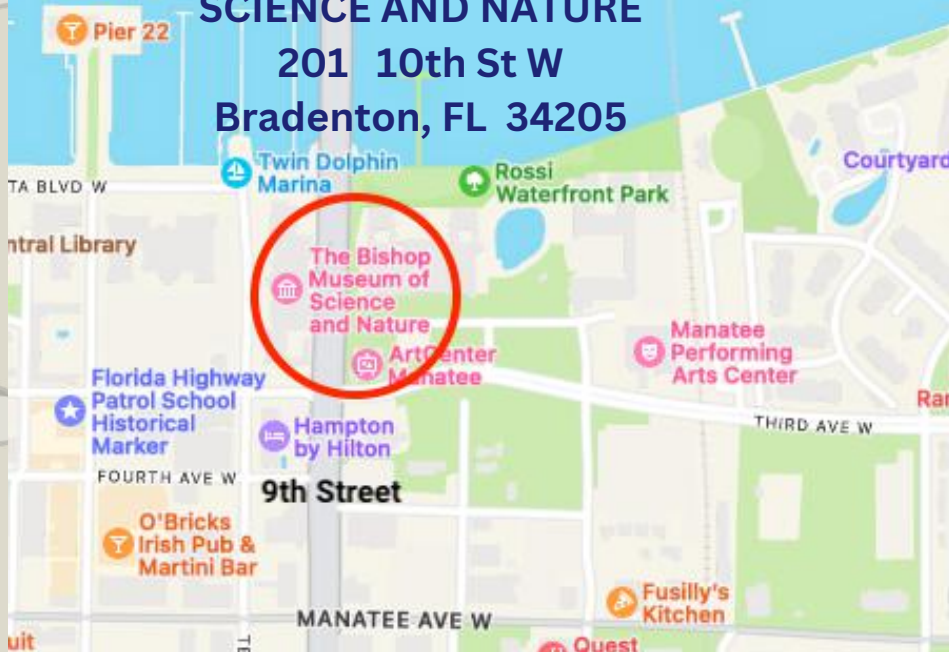 SCIENCE AND NATURE
Pier 22
201 10th St W
Bradenton, FL 34205
Twin Dolphin
Marina
Rossi
Waterfront Park
Courtyard
TA BLVD W
ntral Library
The Bishop
Museum of
Science
and Nature
ArtCenter
Manatee
Manatee
Performing
Arts Center
Florida Highway
Patrol School
Historical
Marker
Hampton
by Hilton
THIRD AVE W
FOURTH AVE W
9th Street
O'Bricks
Irish Pub &
Martini Bar
Fusilly's
Kitchen
MANATEE AVE W
Quest